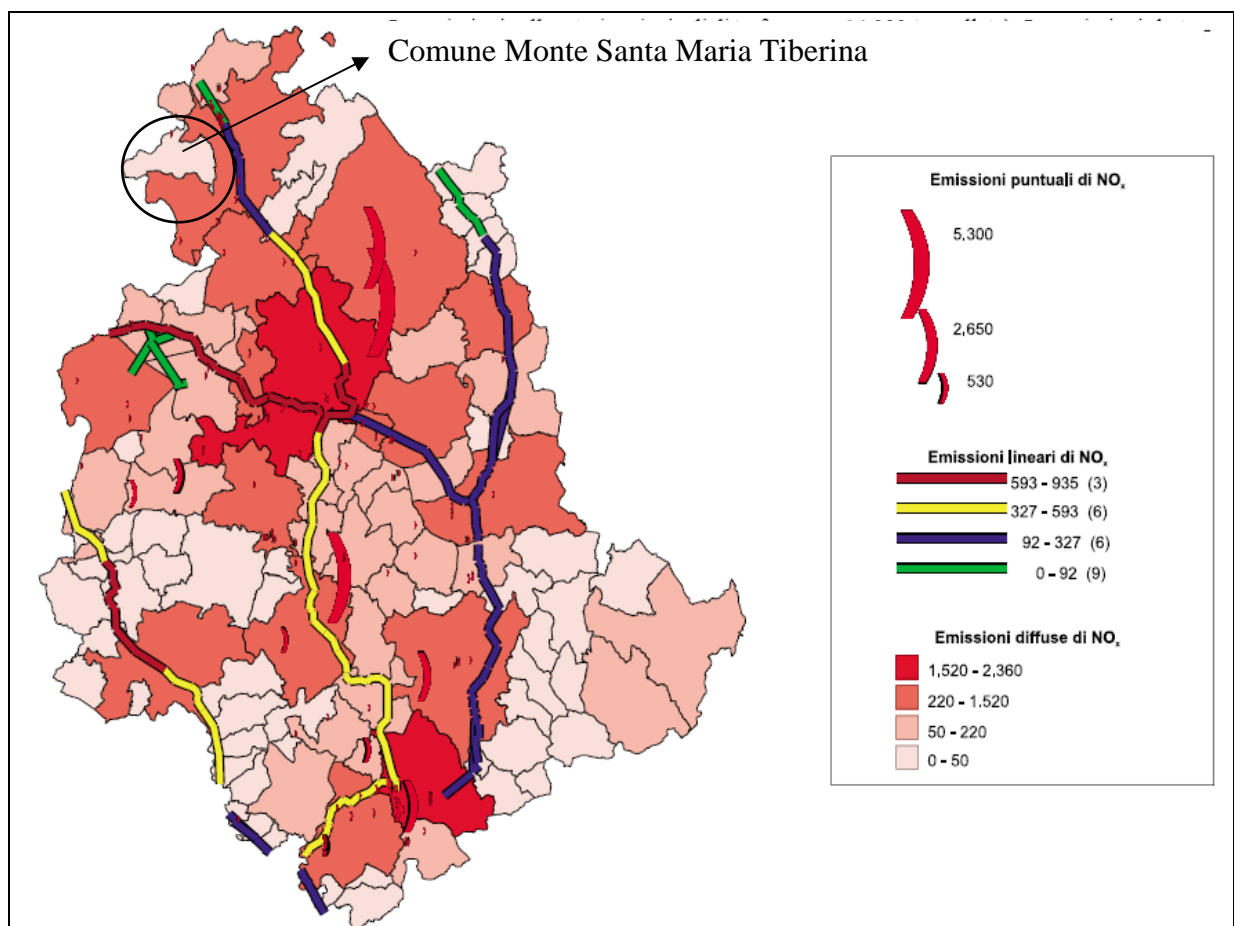 Comune Monte Santa Maria Tiberina
Emissioni puntuali di NOx
5,300
2,650
530
Emissioni lineari di NOx
593 – 935 (3)
327 – 593 (6)
92 – 327 (6)
0 – 92 (9)
Emissioni diffuse di NOx
1,520 - 2,360
220 - 1,520
50 - 220
0 - 50